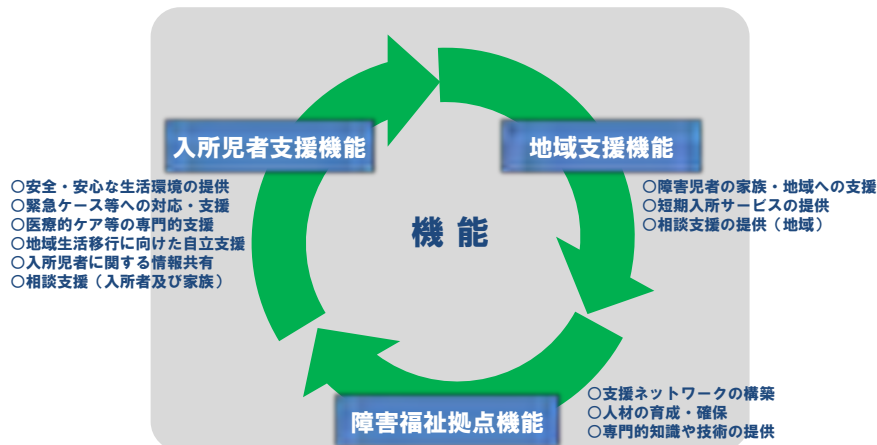 入所児者支援機能
○安全・安心な生活環境の提供
○緊急ケース等への対応・支援
○医療的ケア等の専門的支援
○地域生活移行に向けた自立支援
○入所児者に関する情報共有
○相談支援（入所者及び家族）
地域支援機能
○障害児者の家族・地域への支援
○短期入所サービスの提供
○相談支援の提供（地域）
機 能
障害福祉拠点機能
○支援ネットワークの構築
○人材の育成・確保
○専門的知識や技術の提供